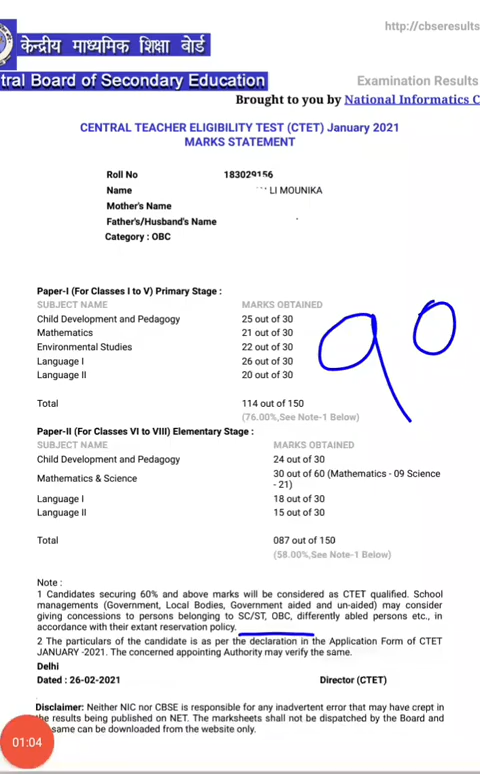 http://cbseresults
केन्द्रीय माध्यमिक शिक्षा बोर्ड
tral Board of Secondary Education
Examination Results
Brought to you by National Informatics C
CENTRAL TEACHER ELIGIBILITY TEST (CTET) January 2021
MARKS STATEMENT
Roll No 183029156
Name LI MOUNIKA
Mother's Name
Father's/Husband's Name
Category : OBC
Paper-I (For Classes I to V) Primary Stage :
SUBJECT NAME MARKS OBTAINED
Child Development and Pedagogy 25 out of 30
Mathematics 21 out of 30
Environmental Studies 22 out of 30
Language I 26 out of 30
Language II 20 out of 30
90
Total 114 out of 150
(76.00%,See Note-1 Below)
Paper-II (For Classes VI to VIII) Elementary Stage :
SUBJECT NAME MARKS OBTAINED
Child Development and Pedagogy 24 out of 30
Mathematics & Science 30 out of 60 (Mathematics - 09 Science
- 21)
Language I 18 out of 30
Language II 15 out of 30
Total 087 out of 150
(58.00%,See Note-1 Below)
Note :
1 Candidates securing 60% and above marks will be considered as CTET qualified. School
managements (Government, Local Bodies, Government aided and un-aided) may consider
giving concessions to persons belonging to SC/ST, OBC, differently abled persons etc., in
accordance with their extant reservation policy.
2 The particulars of the candidate is as per the declaration in the Application Form of CTET
JANUARY -2021. The concerned appointing Authority may verify the same.
Delhi
Dated : 26-02-2021 Director (CTET)
Disclaimer: Neither NIC nor CBSE is responsible for any inadvertent error that may have crept in
the results being published on NET. The marksheets shall not be dispatched by the Board and
same can be downloaded from the website only.
01:04